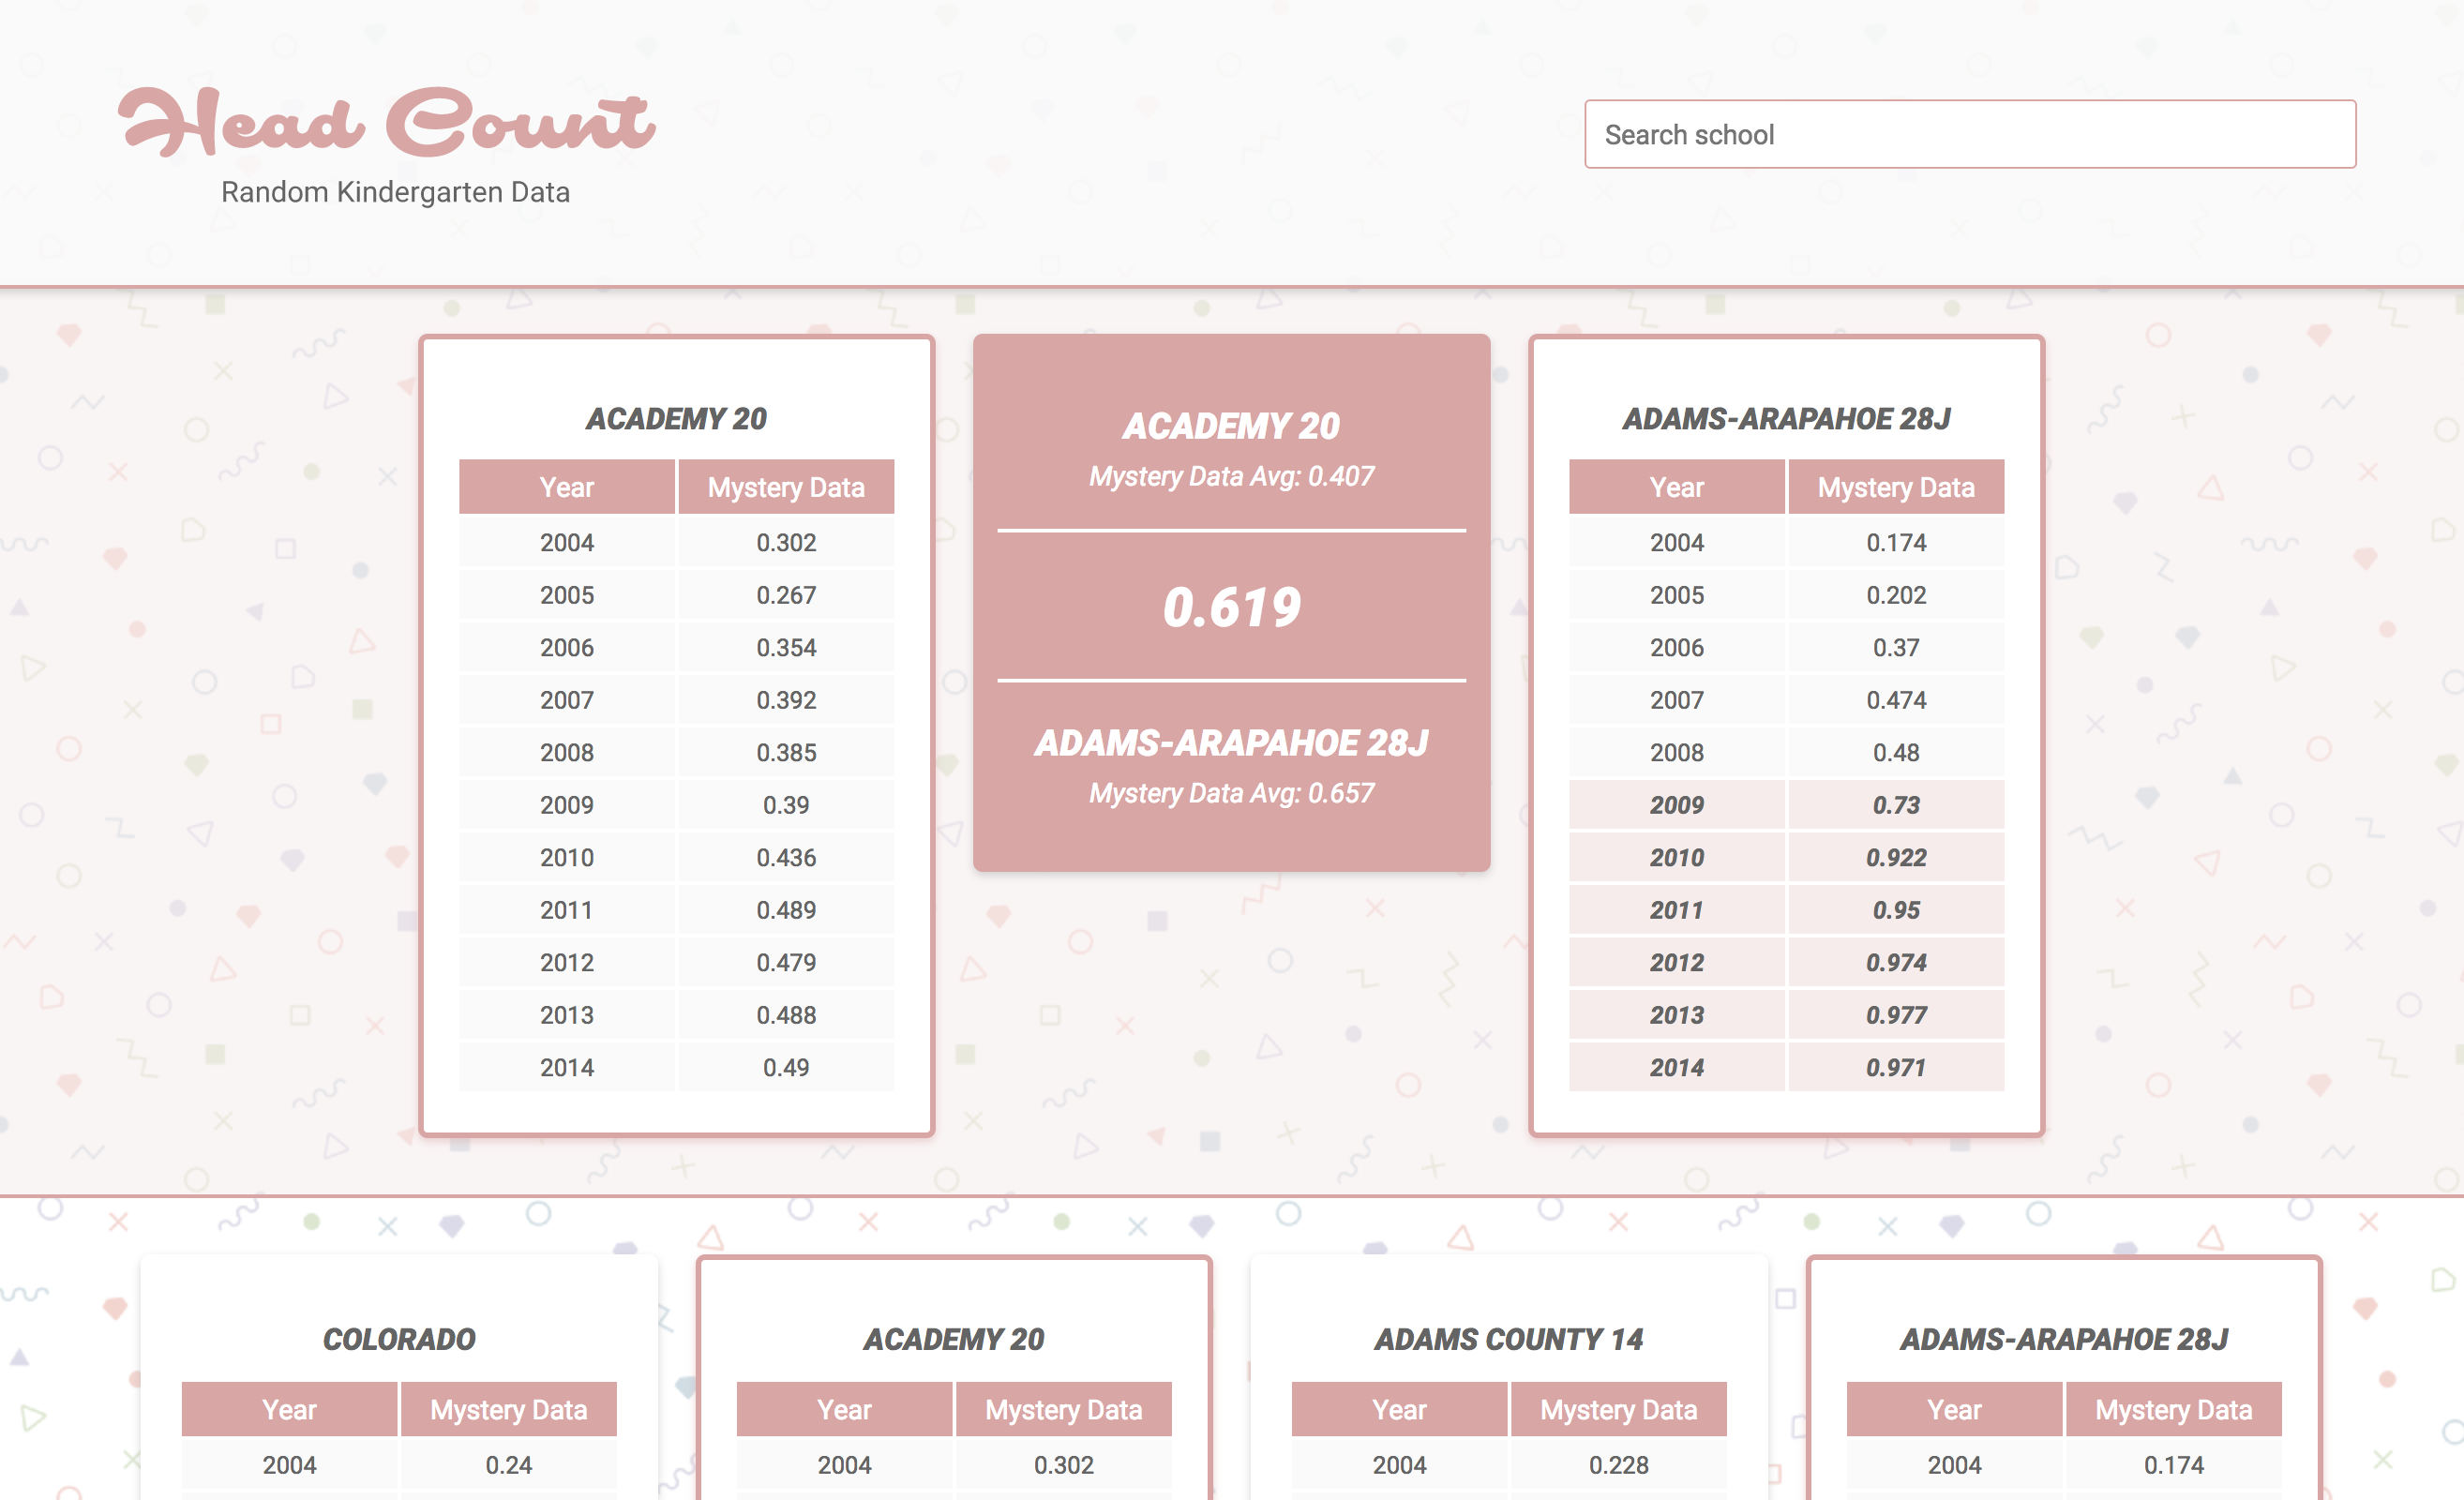 Head Count
Random Kindergarten Data
Search school
ACADEMY 20
Year Mystery Data
2004 0.302
2005 0.267
2006 0.354
2007 0.392
2008 0.385
2009 0.39
2010 0.436
2011 0.489
2012 0.479
2013 0.488
2014 0.49
ACADEMY 20
Mystery Data Avg: 0.407
0.619
ADAMS-ARAPAHOE 28J
Mystery Data Avg: 0.657
ADAMS-ARAPAHOE 28J
Year Mystery Data
2004 0.174
2005 0.202
2006 0.37
2007 0.474
2008 0.48
2009 0.73
2010 0.922
2011 0.95
2012 0.974
2013 0.977
2014 0.971
COLORADO
Year Mystery Data
2004 0.24
ACADEMY 20
Year Mystery Data
2004 0.302
ADAMS COUNTY 14
Year Mystery Data
2004 0.228
ADAMS-ARAPAHOE 28J
Year Mystery Data
2004 0.174